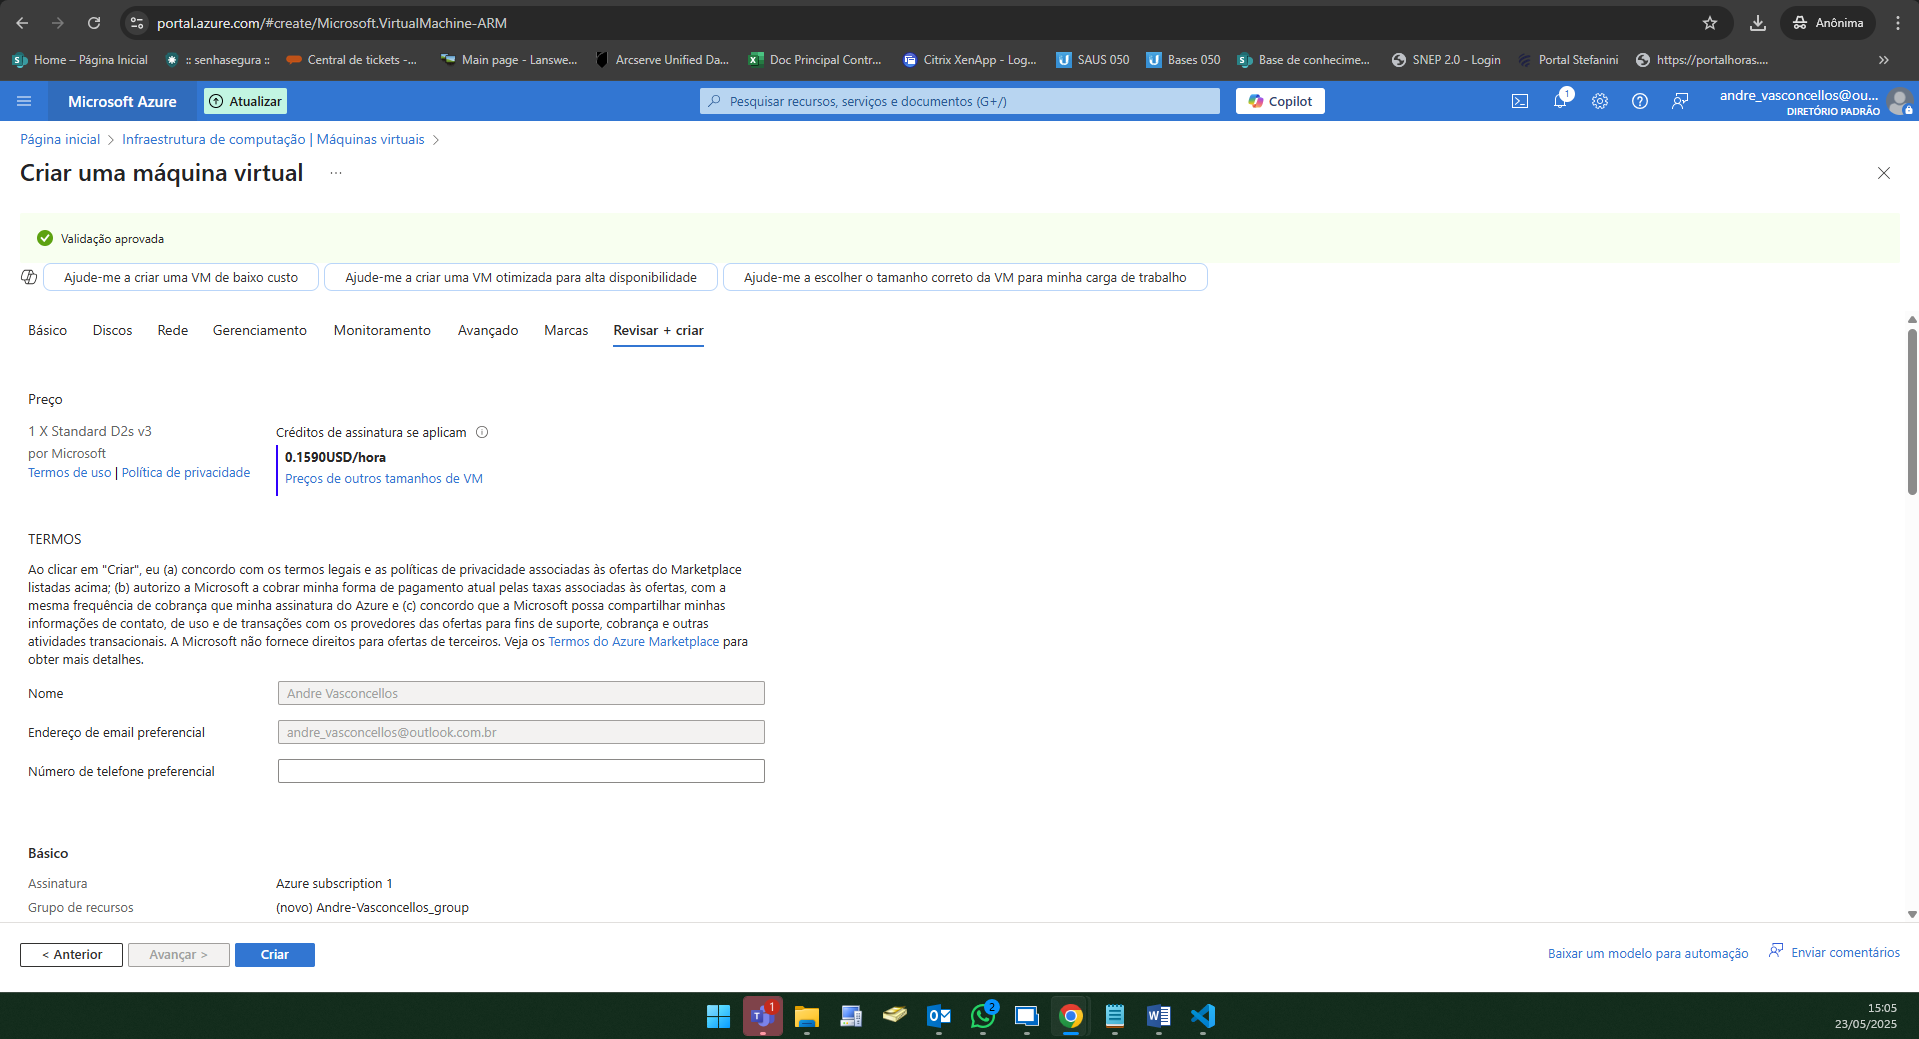 portal.azure.com/#create/Microsoft.VirtualMachine-ARM
Anônima
Home – Página Inicial
:: senhasegura ::
Central de tickets -...
Main page - Lanswe...
Arcserve Unified Da...
Doc Principal Contr...
Citrix XenApp - Log...
SAUS 050
Bases 050
Base de conhecime...
SNEP 2.0 - Login
Portal Stefanini
https://portalhoras....
Microsoft Azure
Atualizar
Pesquisar recursos, serviços e documentos (G+/)
Copilot
1
andre_vasconcellos@ou...
DIRETÓRIO PADRÃO
Página inicial > Infraestrutura de computação | Máquinas virtuais >
Criar uma máquina virtual ...
Validação aprovada
Ajude-me a criar uma VM de baixo custo
Ajude-me a criar uma VM otimizada para alta disponibilidade
Ajude-me a escolher o tamanho correto da VM para minha carga de trabalho
Básico
Discos
Rede
Gerenciamento
Monitoramento
Avançado
Marcas
Revisar + criar
Preço
1 X Standard D2s v3
por Microsoft
Termos de uso | Política de privacidade
Créditos de assinatura se aplicam
0.1590USD/hora
Preços de outros tamanhos de VM
TERMOS
Ao clicar em "Criar", eu (a) concordo com os termos legais e as políticas de privacidade associadas às ofertas do Marketplace
listadas acima; (b) autorizo a Microsoft a cobrar minha forma de pagamento atual pelas taxas associadas às ofertas, com a
mesma frequência de cobrança que minha assinatura do Azure e (c) concordo que a Microsoft possa compartilhar minhas
informações de contato, de uso e de transações com os provedores das ofertas para fins de suporte, cobrança e outras
atividades transacionais. A Microsoft não fornece direitos para ofertas de terceiros. Veja os Termos do Azure Marketplace para
obter mais detalhes.
Nome
Andre Vasconcellos
Endereço de email preferencial
andre_vasconcellos@outlook.com.br
Número de telefone preferencial
Básico
Assinatura
Azure subscription 1
Grupo de recursos
(novo) Andre-Vasconcellos_group
< Anterior
Avançar >
Criar
Baixar um modelo para automação
Enviar comentários
1
2
15:05
23/05/2025